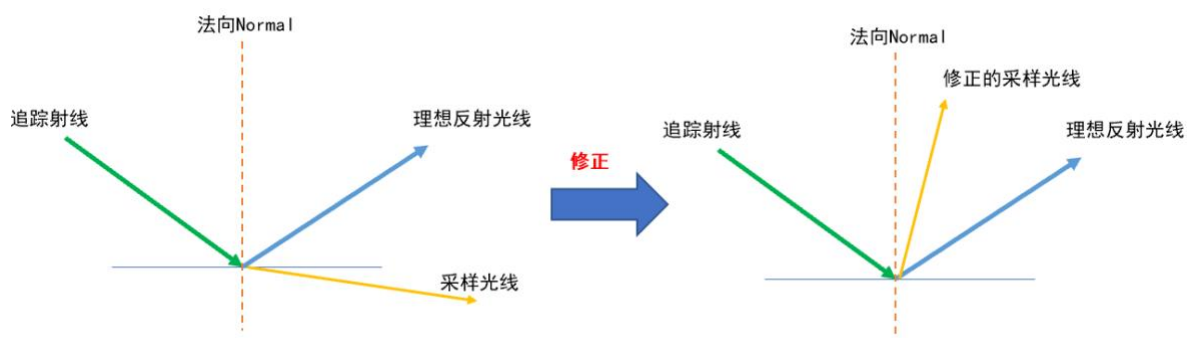 法向Normal
追踪射线
理想反射光线
采样光线
修正
法向Normal
修正的采样光线
追踪射线
理想反射光线